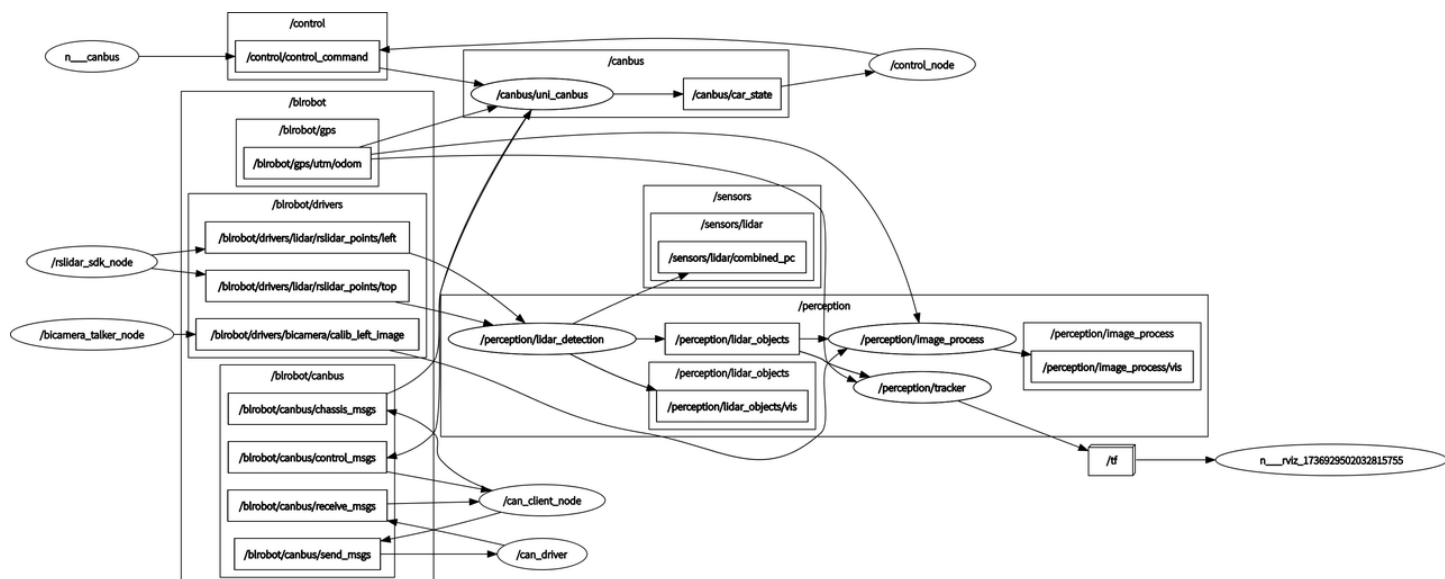 /control
n___canbus
/control/control_command
/canbus
/control_node
/canbus/uni_canbus
/canbus/car_state
/blrobot
/blrobot/gps
/blrobot/gps/utm/odom
/blrobot/drivers
/sensors
/sensors/lidar
/blrobot/drivers/lidar/rslidar_points/left
/rslidar_sdk_node
/sensors/lidar/combined_pc
/blrobot/drivers/lidar/rslidar_points/top
/perception
/bicamera_talker_node
/blrobot/drivers/bicamera/calib_left_image
/perception/lidar_detection
/perception/lidar_objects
/perception/image_process
/perception/image_process
/perception/image_process/vis
/blrobot/canbus
/perception/lidar_objects
/perception/tracker
/blrobot/canbus/chassis_msgs
/perception/lidar_objects/vis
/blrobot/canbus/control_msgs
/tf
n___rviz_1736929502032815755
/blrobot/canbus/receive_msgs
/can_client_node
/blrobot/canbus/send_msgs
/can_driver